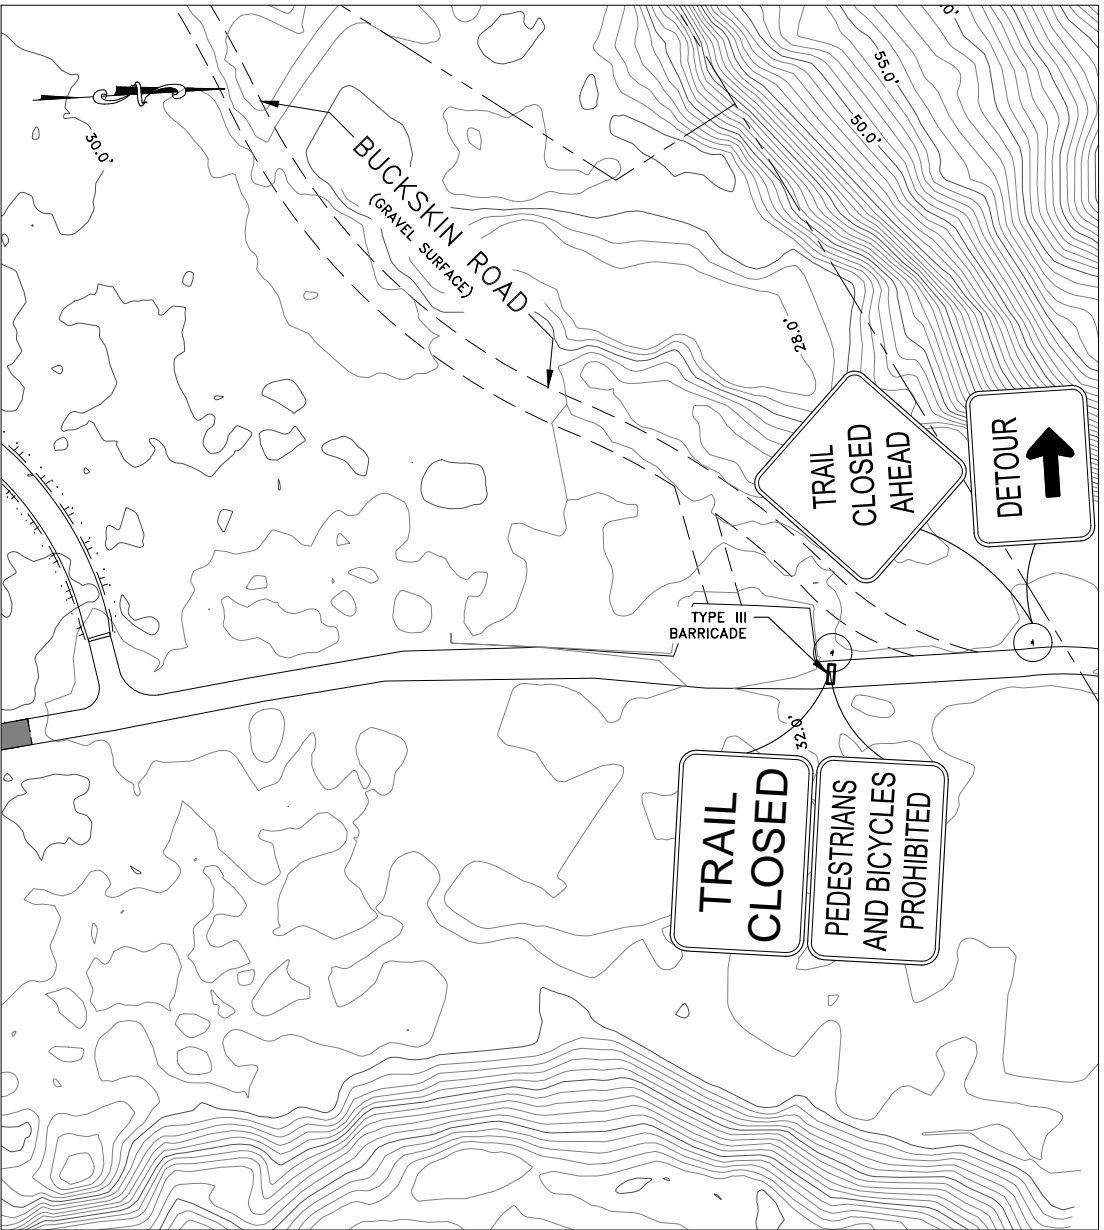 0'
55.0'
50.0'
30.0'
BUCKSKIN ROAD
(GRAVEL SURFACE)
28.0'
TRAIL
CLOSED
AHEAD
DETOUR
TYPE III
BARRICADE
32.0'
TRAIL
CLOSED
PEDESTRIANS
AND BICYCLES
PROHIBITED